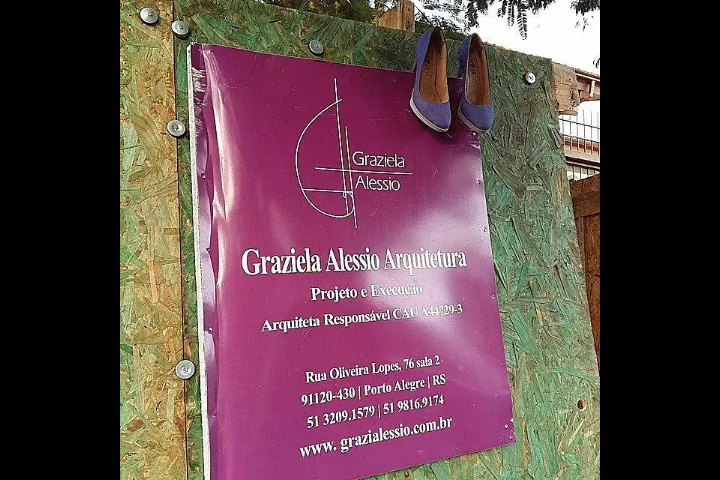 Graziela
Alessio
Graziela Alessio Arquitetura
Projeto e Execução
Arquiteta Responsável CAU A44729-3
Rua Oliveira Lopes, 76 sala 2
91120-430 | Porto Alegre | RS
51 3209.1579 | 51 9816.9174
www. grazialessio.com.br